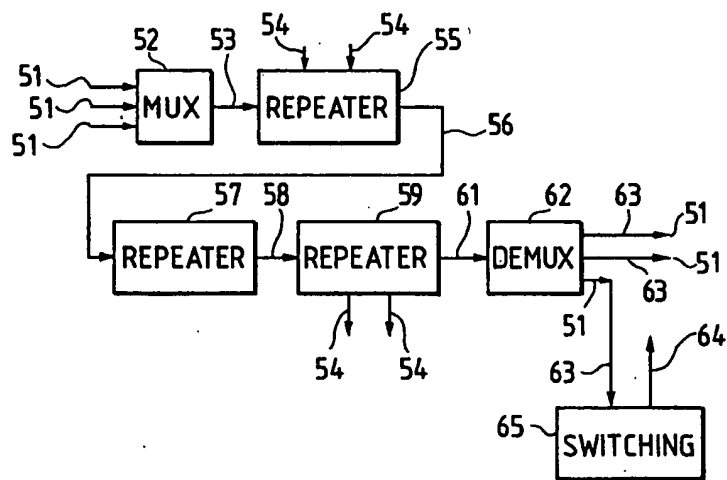 54 54
52 53 55
51
51 MUX REPEATER
51
56
57 58 59 61 62 63 51
REPEATER REPEATER DEMUX 51
63
51
54 54 63 64
65 SWITCHING